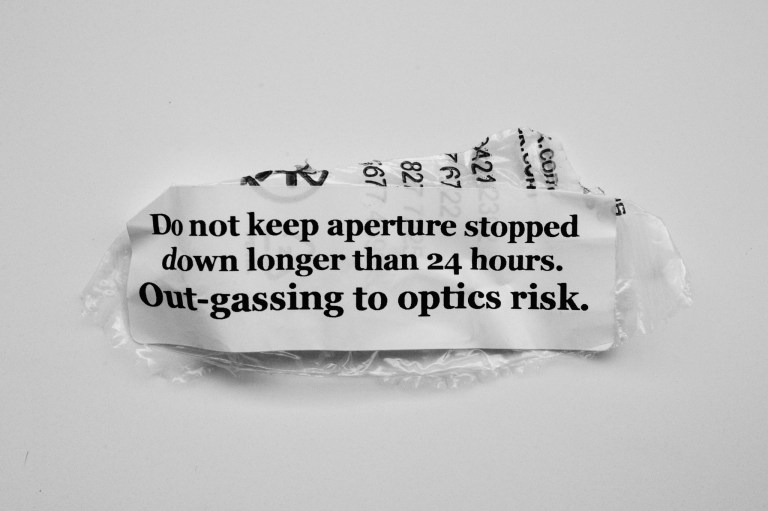 Do not keep aperture stopped
down longer than 24 hours.
Out-gassing to optics risk.